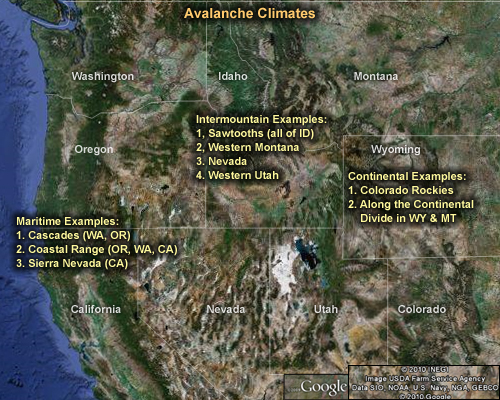 Avalanche Climates
Washington
Idaho
Montana
Oregon
Intermountain Examples:
1, Sawtooths (all of ID)
2. Western Montana
3. Nevada
4. Western Utah
Wyoming
Continental Examples:
1. Colorado Rockies
2. Along the Continental
Divide in WY & MT
Maritime Examples:
1. Cascades (WA, OR)
2. Coastal Range (OR, WA, CA)
3. Sierra Nevada (CA)
California
Nevada
Utah
Colorado
Google
© 2010 INEGI
Image USDA Farm Service Agency
Data SIO, NOAA, U.S. Navy, NGA, GEBCO
© 2010 Google